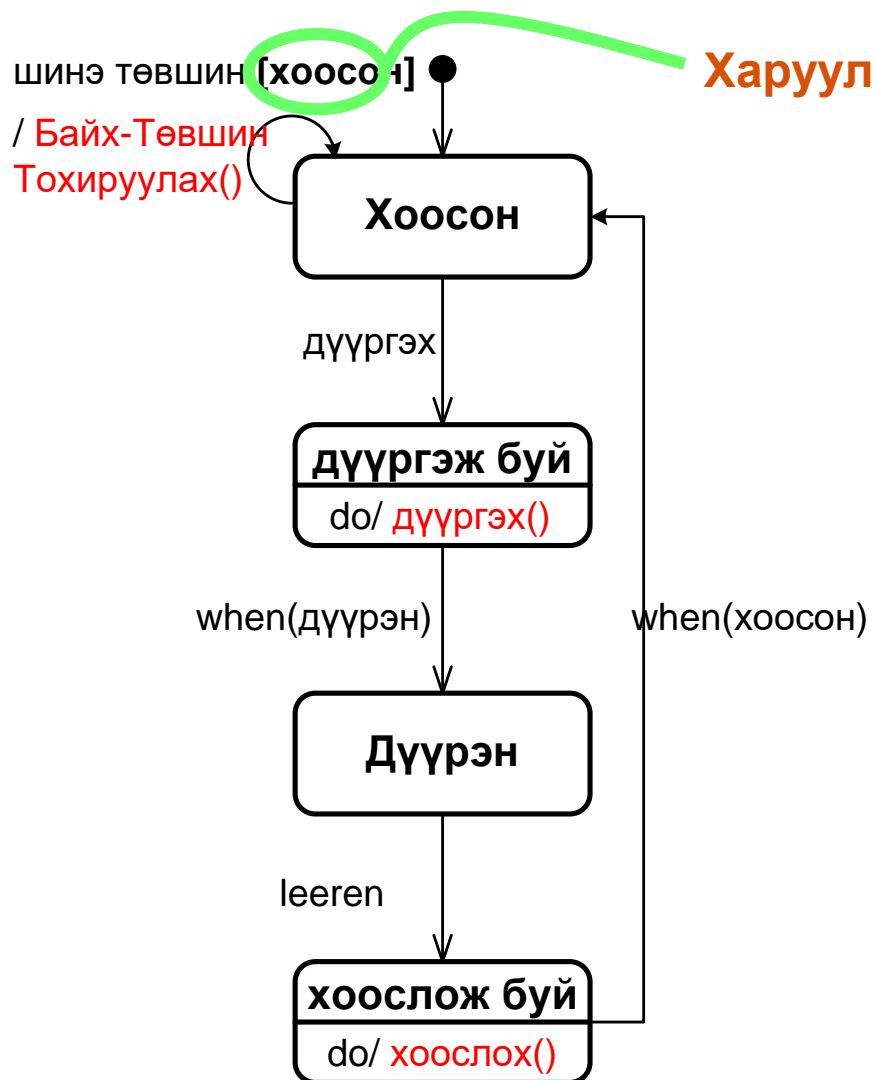 шинэ төвшин [хоосон]
Харуул
/ Байх-Төвшин
Тохируулах()
Хоосон
дүүргэх
дүүргэж буй
do/ дүүргэх()
when(дүүрэн)
when(хоосон)
Дүүрэн
leeren
хоослож буй
do/ хоослох()